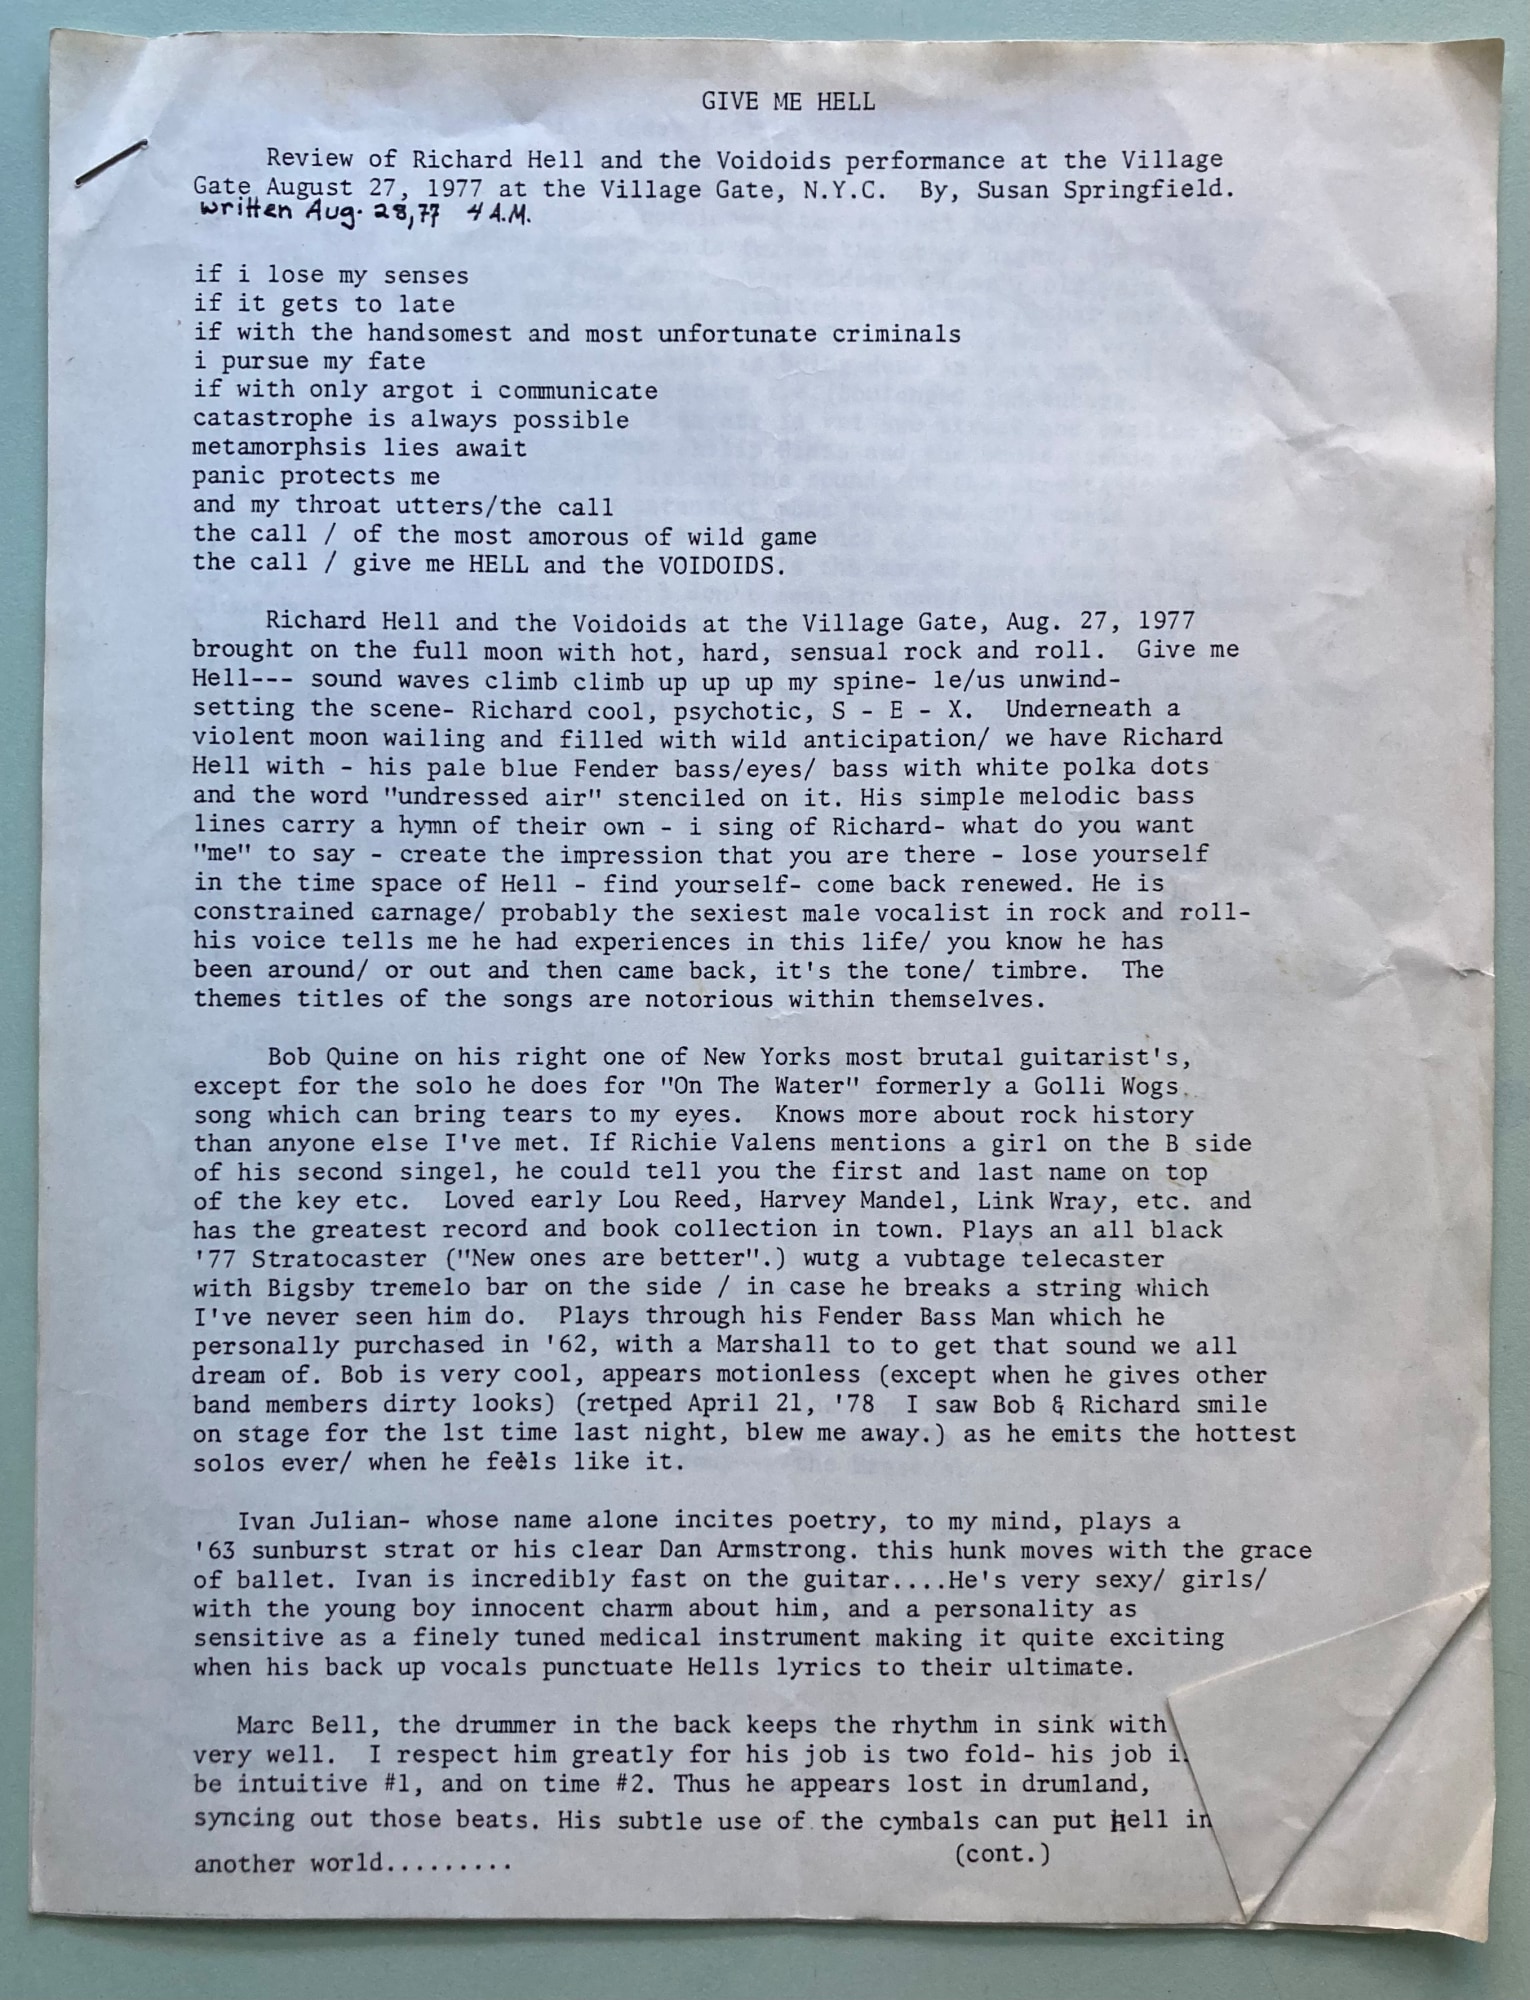 GIVE ME HELL
Review of Richard Hell and the Voidoids performance at the Village
Gate August 27, 1977 at the Village Gate, N.Y.C.  By, Susan Springfield.
written Aug. 28,77 4 A.M.
if i lose my senses
if it gets to late
if with the handsomest and most unfortunate criminals
i pursue my fate
if with only argot i communicate
catastrophe is always possible
metamorphsis lies await
panic protects me
and my throat utters/the call
the call / of the most amorous of wild game
the call / give me HELL and the VOIDOIDS.
Richard Hell and the Voidoids at the Village Gate, Aug. 27, 1977
brought on the full moon with hot, hard, sensual rock and roll.  Give me
Hell--- sound waves climb climb up up up my spine- le/us unwind-
setting the scene- Richard cool, psychotic, S - E - X.  Underneath a
violent moon wailing and filled with wild anticipation/ we have Richard
Hell with - his pale blue Fender bass/eyes/ bass with white polka dots
and the word "undressed air" stenciled on it. His simple melodic bass
lines carry a hymn of their own - i sing of Richard- what do you want
"me" to say - create the impression that you are there - lose yourself
in the time space of Hell - find yourself- come back renewed. He is
constrained carnage/ probably the sexiest male vocalist in rock and roll-
his voice tells me he had experiences in this life/ you know he has
been around/ or out and then came back, it's the tone/ timbre.  The
themes titles of the songs are notorious within themselves.
Bob Quine on his right one of New Yorks most brutal guitarist's,
except for the solo he does for "On The Water" formerly a Golli Wogs
song which can bring tears to my eyes.  Knows more about rock history
than anyone else I've met. If Richie Valens mentions a girl on the B side
of his second singel, he could tell you the first and last name on top
of the key etc.  Loved early Lou Reed, Harvey Mandel, Link Wray, etc. and
has the greatest record and book collection in town. Plays an all black
'77 Stratocaster ("New ones are better".) wutg a vubtage telecaster
with Bigsby tremelo bar on the side / in case he breaks a string which
I've never seen him do.  Plays through his Fender Bass Man which he
personally purchased in '62, with a Marshall to to get that sound we all
dream of. Bob is very cool, appears motionless (except when he gives other
band members dirty looks) (retped April 21, '78  I saw Bob & Richard smile
on stage for the 1st time last night, blew me away.) as he emits the hottest
solos ever/ when he feels like it.
Ivan Julian- whose name alone incites poetry, to my mind, plays a
'63 sunburst strat or his clear Dan Armstrong. this hunk moves with the grace
of ballet. Ivan is incredibly fast on the guitar....He's very sexy/ girls/
with the young boy innocent charm about him, and a personality as
sensitive as a finely tuned medical instrument making it quite exciting
when his back up vocals punctuate Hells lyrics to their ultimate.
Marc Bell, the drummer in the back keeps the rhythm in sink with
very well.  I respect him greatly for his job is two fold- his job
be intuitive #1, and on time #2. Thus he appears lost in drumland,
syncing out those beats. His subtle use of the cymbals can put Hell in
another world.........
(cont.)